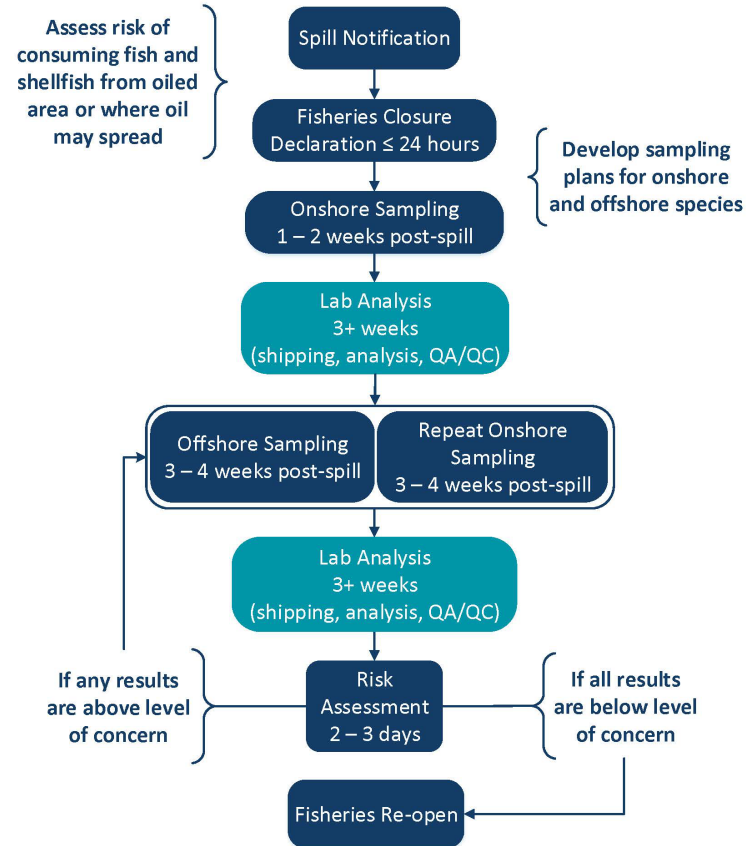 Assess risk of
consuming fish and
shellfish from oiled
area or where oil
may spread
Spill Notification
Fisheries Closure
Declaration ≤ 24 hours
Develop sampling
plans for onshore
and offshore species
Onshore Sampling
1 – 2 weeks post-spill
Lab Analysis
3+ weeks
(shipping, analysis, QA/QC)
Offshore Sampling
3 – 4 weeks post-spill
Repeat Onshore
Sampling
3 – 4 weeks post-spill
Lab Analysis
3+ weeks
(shipping, analysis, QA/QC)
If any results
are above level
of concern
Risk
Assessment
2 – 3 days
If all results
are below level
of concern
Fisheries Re-open